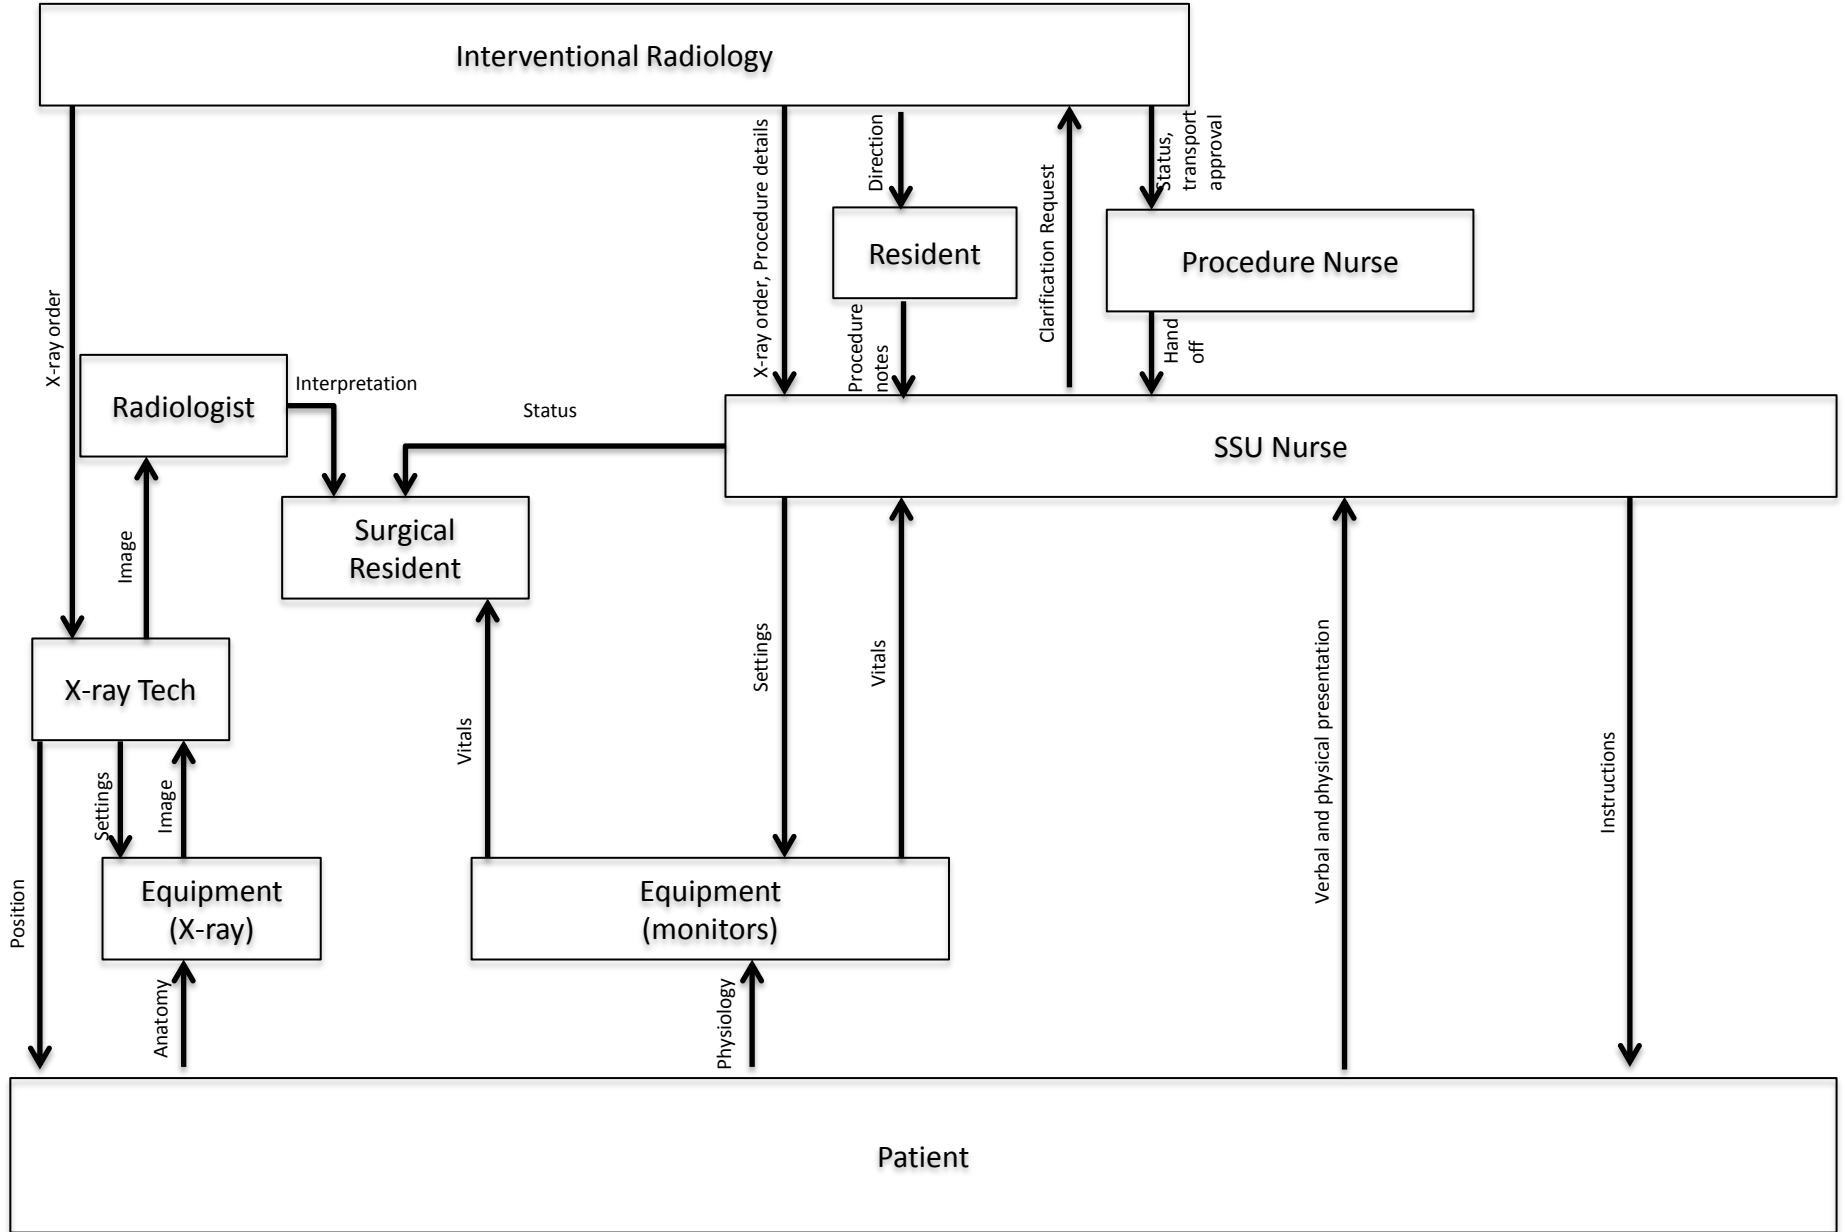 Interventional Radiology
X-ray order
X-ray order, Procedure details
Direction
Clarification Request
Status,
transport
approval
Resident
Procedure Nurse
Procedure
notes
Hand
off
Radiologist
Interpretation
Status
SSU Nurse
Image
Surgical
Resident
X-ray Tech
Settings
Image
Vitals
Settings
Vitals
Verbal and physical presentation
Instructions
Position
Equipment
(X-ray)
Equipment
(monitors)
Anatomy
Physiology
Patient